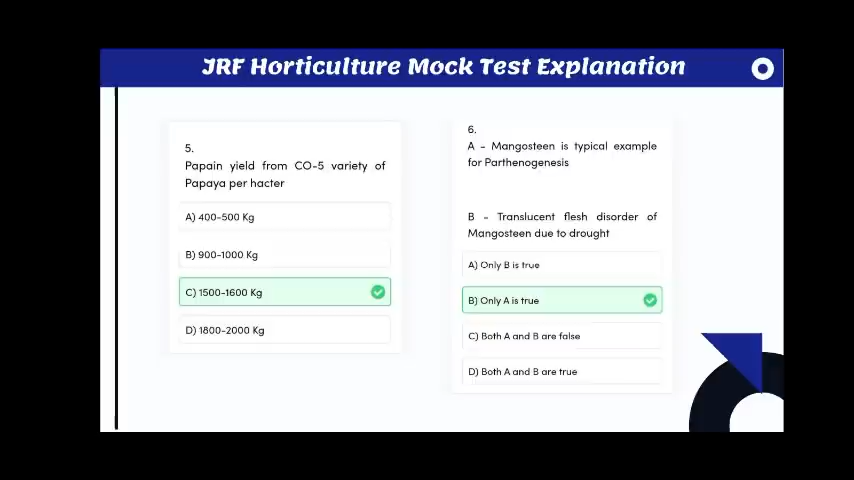 JRF Horticulture Mock Test Explanation
5.
Papain yield from CO-5 variety of
Papaya per hacter
A) 400-500 Kg
B) 900-1000 Kg
C) 1500-1600 Kg
D) 1800-2000 Kg
6.
A - Mangosteen is typical example
for Parthenogenesis
B - Translucent flesh disorder of
Mangosteen due to drought
A) Only B is true
B) Only A is true
C) Both A and B are false
D) Both A and B are true